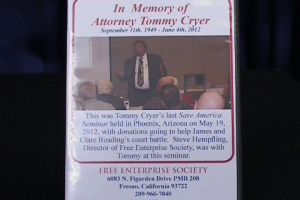 In Memory of
Attorney Tommy Cryer
September 11th, 1949 - June 4th, 2012
This was Tommy Cryer's last Save America
Seminar held in Phoenix, Arizona on May 19,
2012, with donations going to help James and
Clare Reading's court battle. Steve Hempfling,
Director of Free Enterprise Society, was with
Tommy at this seminar.
FREE ENTERPRISE SOCIETY
6083 N. Figarden Drive PMB 208
Fresno, California 93722
209-966-7040